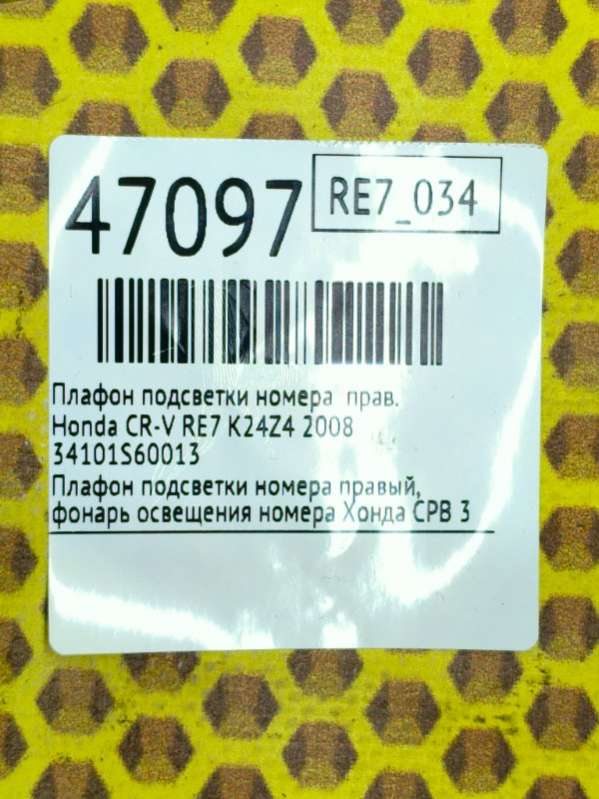 47097
RE7_034
Плафон подсветки номера прав.
Honda CR-V RE7 K24Z4 2008
34101S60013
Плафон подсветки номера правый,
фонарь освещения номера Хонда СРВ 3